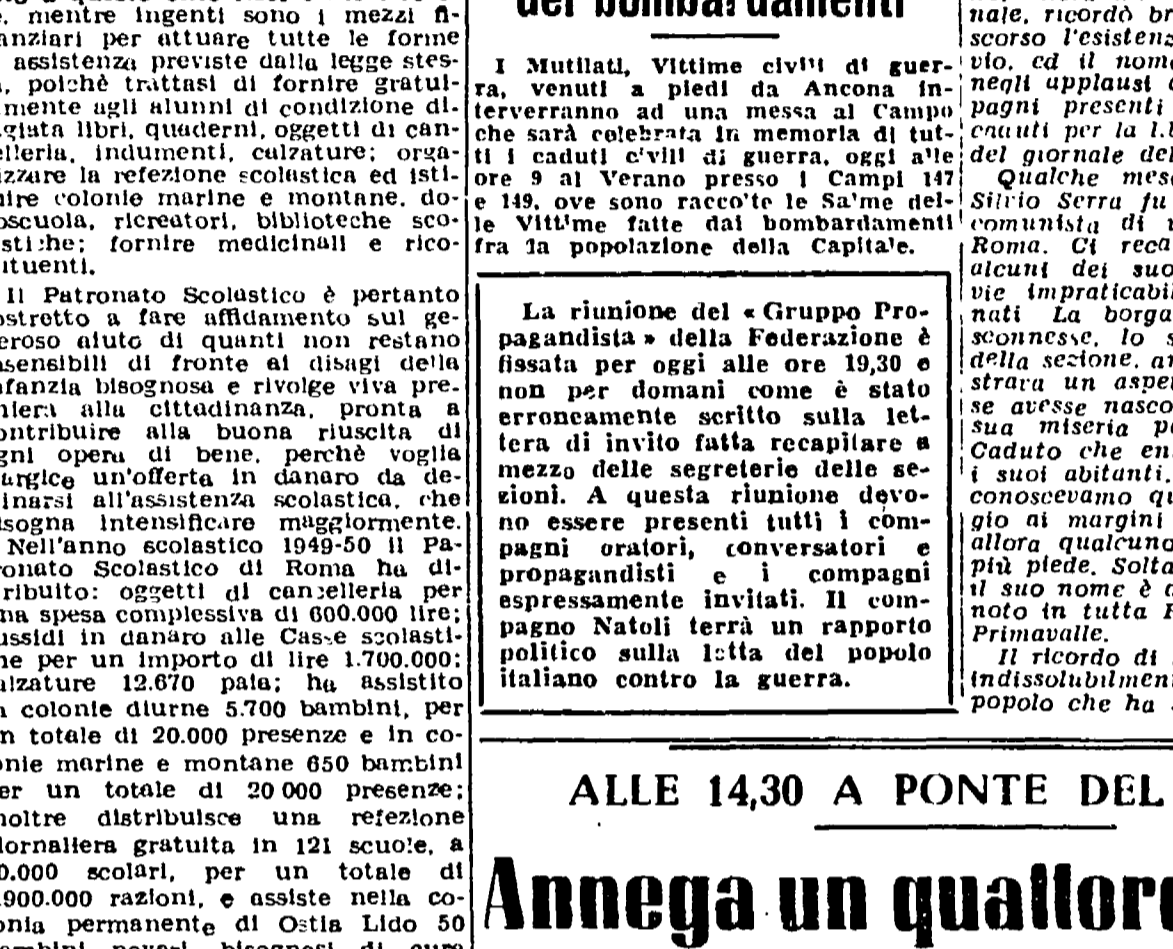 mentre ingenti sono i mezzi fi-
anziari per attuare tutte le forme
assistenza previste dalla legge stes-
poichè trattasi di fornire gratui-
mente agli alunni di condizione di-
giata libri, quaderni, oggetti di can-
elleria, indumenti, calzature; orga-
izzare la refezione scolastica ed isti-
uire colonie marine e montane, do-
oscuola, ricreatori, biblioteche sco-
astiche; fornire medicinali e rico-
ituenti.
Il Patronato Scolastico è pertanto
ostretto a fare affidamento sul ge-
eroso aiuto di quanti non restano
nsensibili di fronte ai disagi della
nfanzia bisognosa e rivolge viva pre-
hiera alla cittadinanza, pronta a
ontribuire alla buona riuscita di
gni opera di bene, perchè voglia
largire un'offerta in danaro da de-
inarsi all'assistenza scolastica, che
isogna intensificare maggiormente.
Nell'anno scolastico 1949-50 il Pa-
ronato Scolastico di Roma ha di-
ribuito: oggetti di cancelleria per
na spesa complessiva di 600.000 lire;
ussidi in danaro alle Casse scolasti-
he per un importo di lire 1.700.000;
alzature 12.670 paia; ha assistito
n colonie diurne 5.700 bambini, per
n totale di 20.000 presenze e in co-
onie marine e montane 650 bambini
er un totale di 20 000 presenze;
noltre distribuisce una refezione
iornaliera gratuita in 121 scuole, a
0.000 scolari, per un totale di
.900.000 razioni, e assiste nella co-
onia permanente di Ostia Lido 50
bambini poveri bisognosi di cure
dei bombardamenti
I Mutilati, Vittime civili di guer-
ra, venuti a piedi da Ancona in-
terverranno ad una messa al Campo
che sarà celebrata in memoria di tut-
ti i caduti civili di guerra, oggi alle
ore 9 al Verano presso i Campi 147
e 149, ove sono raccolte le Salme del-
le Vittime fatte dai bombardamenti
fra la popolazione della Capitale.
La riunione del « Gruppo Pro-
pagandista » della Federazione è
fissata per oggi alle ore 19,30 e
non per domani come è stato
erroneamente scritto sulla let-
tera di invito fatta recapitare a
mezzo delle segreterie delle se-
zioni. A questa riunione devo-
no essere presenti tutti i com-
pagni oratori, conversatori e
propagandisti e i compagni
espressamente invitati. Il com-
pagno Natoli terrà un rapporto
politico sulla lotta del popolo
italiano contro la guerra.
ALLE 14,30 A PONTE DEL
Annega un quattor
nale, ricordò br
scorso l'esisten
vio, ed il nome
negli applausi
pagni presenti
caduti per la
del giornale del
Qualche mes
Silvio Serra fu
comunista di
Roma. Ci reca
alcuni dei suo
vie impraticabil
nati La borga
sconnesse, lo s
della sezione, an
strava un aspe
se avesse nasco
sua miseria p
Caduto che en
i suoi abitanti.
conoscevamo qu
gio ai margini
allora qualcuno
più piede. Solta
il suo nome è
noto in tutta
Primavalle.
Il ricordo di
indissolubilmen
popolo che ha